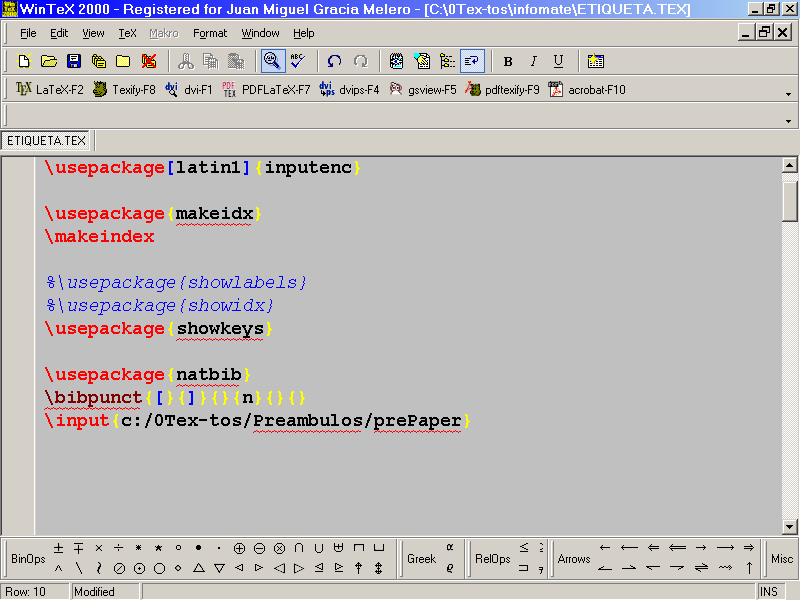 WinTeX 2000 - Registered for Juan Miguel Gracia Melero - [C:\0Tex-tos\infomate\ETIQUETA.TEX]
File Edit View TeX Makro Format Window Help
B I U
LaTeX-F2 Texify-F8 dvi-F1 PDFLaTeX-F7 dvips-F4 gsview-F5 pdftexify-F9 acrobat-F10
ETIQUETA.TEX
\usepackage[latin1]{inputenc}
\usepackage{makeidx}
\makeindex
%\usepackage{showlabels}
%\usepackage{showidx}
\usepackage{showkeys}
\usepackage{natbib}
\bibpunct{[}{]}{}{n}{}{}
\input{c:/0Tex-tos/Preambulos/prePaper}
BinOps Greek RelOps Arrows Misc
Row: 10 Modified INS